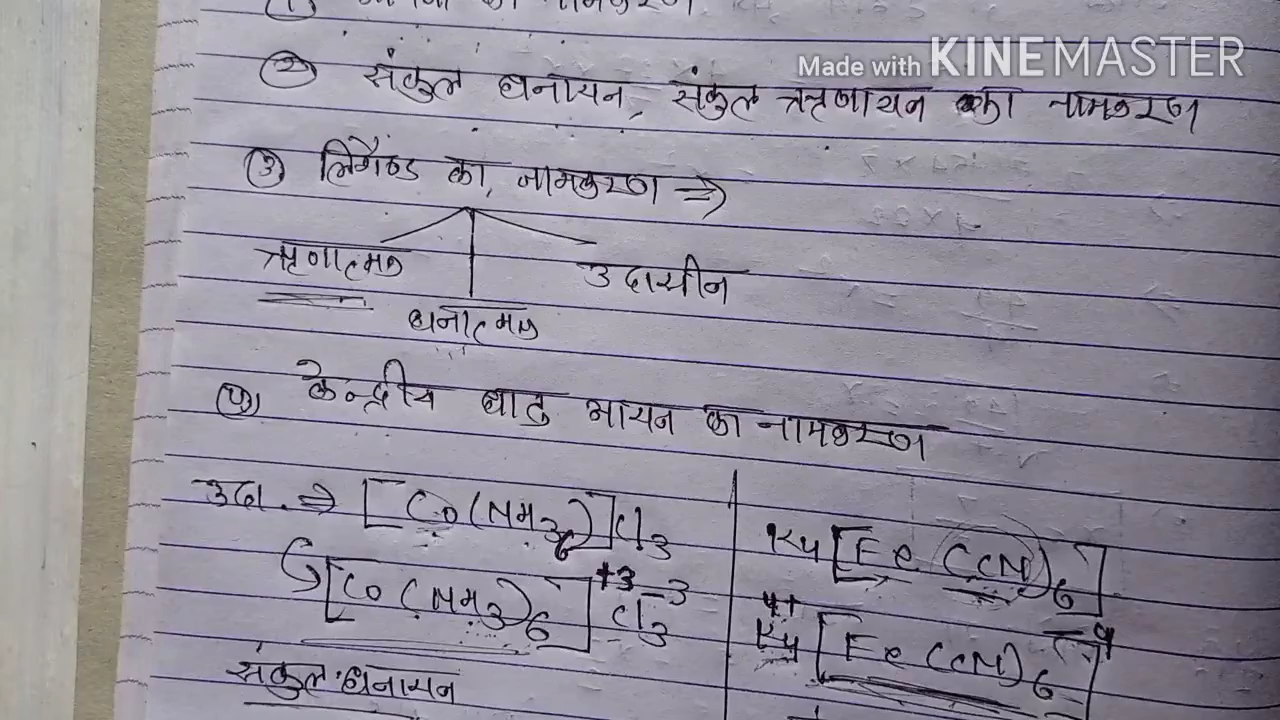 नामकरण
Made with KINEMASTER
② संकुल धनायन, संकुल ऋणायन का नामकरण
③ लिगैण्ड का, नामकरण ⇒
ऋणात्मक उदासीन
धनात्मक
केन्द्रीय धातु आयन का नामकरण
उदा. ⇒ [Co(NH3)6]Cl3 K4[Fe(CN)6]
[Co(NH3)6]+3 Cl3-3 K4 4+ [Fe(CN)6]-4
संकुल धनायन